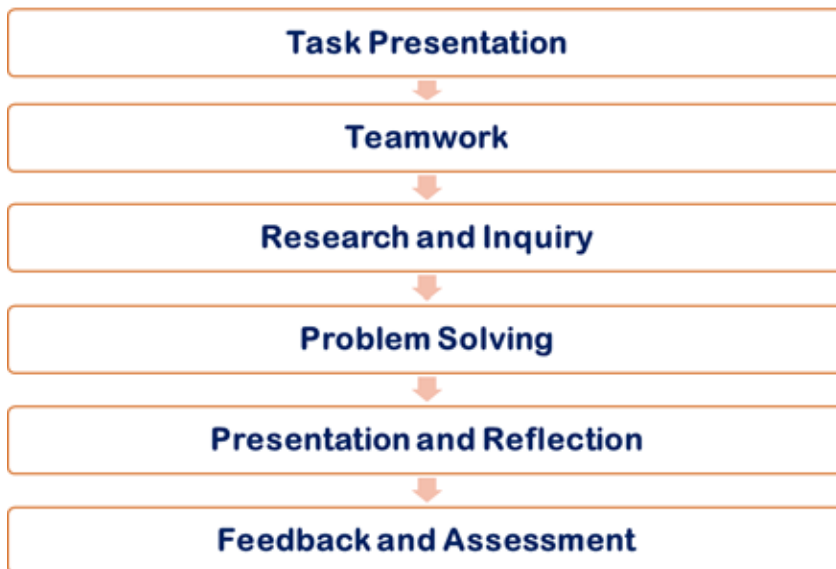 Task Presentation
Teamwork
Research and Inquiry
Problem Solving
Presentation and Reflection
Feedback and Assessment